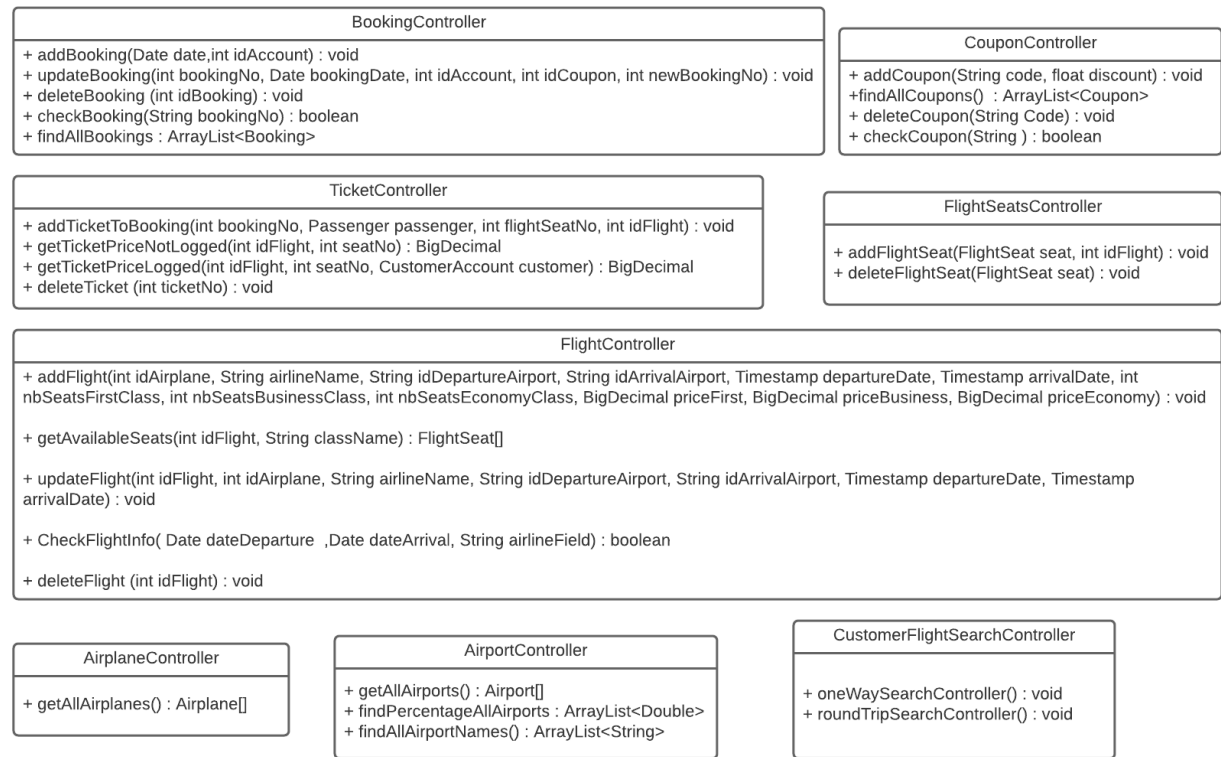 BookingController
+ addBooking(Date date,int idAccount) : void
+ updateBooking(int bookingNo, Date bookingDate, int idAccount, int idCoupon, int newBookingNo) : void
+ deleteBooking (int idBooking) : void
+ checkBooking(String bookingNo) : boolean
+ findAllBookings : ArrayList<Booking>
CouponController
+ addCoupon(String code, float discount) : void
+findAllCoupons() : ArrayList<Coupon>
+ deleteCoupon(String Code) : void
+ checkCoupon(String ) : boolean
TicketController
+ addTicketToBooking(int bookingNo, Passenger passenger, int flightSeatNo, int idFlight) : void
+ getTicketPriceNotLogged(int idFlight, int seatNo) : BigDecimal
+ getTicketPriceLogged(int idFlight, int seatNo, CustomerAccount customer) : BigDecimal
+ deleteTicket (int ticketNo) : void
FlightSeatsController
+ addFlightSeat(FlightSeat seat, int idFlight) : void
+ deleteFlightSeat(FlightSeat seat) : void
FlightController
+ addFlight(int idAirplane, String airlineName, String idDepartureAirport, String idArrivalAirport, Timestamp departureDate, Timestamp arrivalDate, int
nbSeatsFirstClass, int nbSeatsBusinessClass, int nbSeatsEconomyClass, BigDecimal priceFirst, BigDecimal priceBusiness, BigDecimal priceEconomy) : void
+ getAvailableSeats(int idFlight, String className) : FlightSeat[]
+ updateFlight(int idFlight, int idAirplane, String airlineName, String idDepartureAirport, String idArrivalAirport, Timestamp departureDate, Timestamp
arrivalDate) : void
+ CheckFlightInfo( Date dateDeparture ,Date dateArrival, String airlineField) : boolean
+ deleteFlight (int idFlight) : void
AirplaneController
+ getAllAirplanes() : Airplane[]
AirportController
+ getAllAirports() : Airport[]
+ findPercentageAllAirports : ArrayList<Double>
+ findAllAirportNames() : ArrayList<String>
CustomerFlightSearchController
+ oneWaySearchController() : void
+ roundTripSearchController() : void